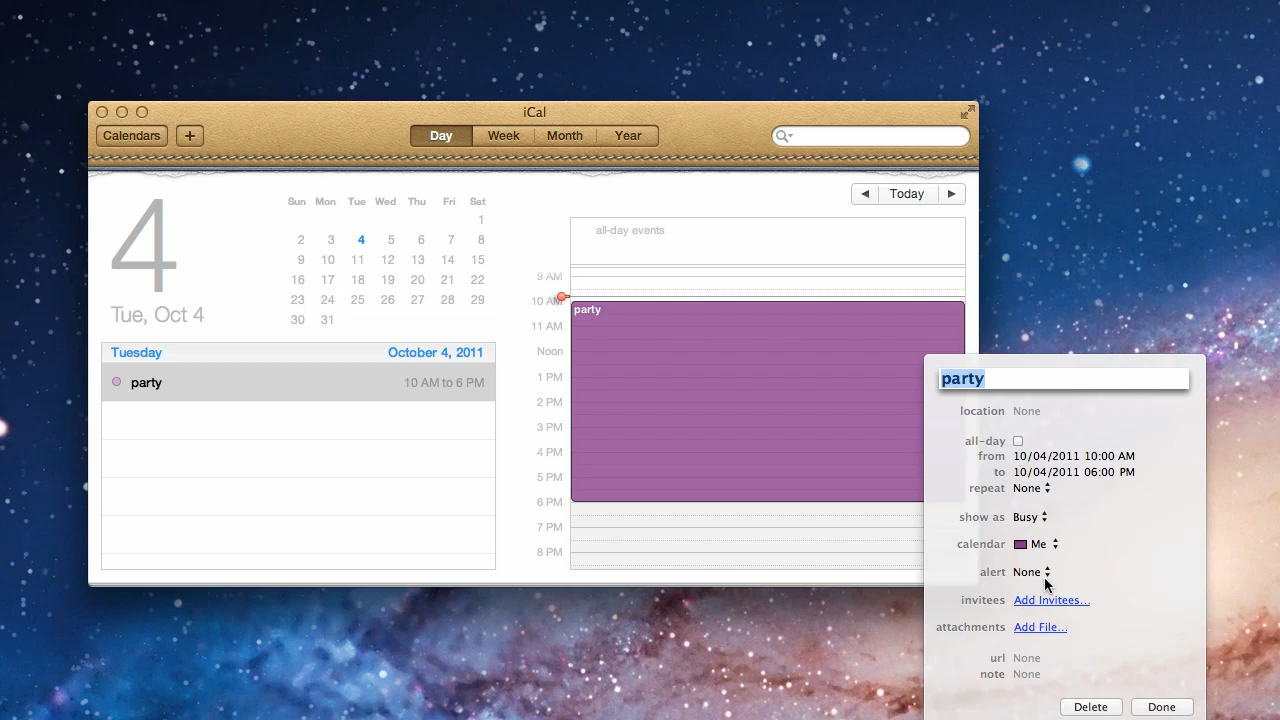 iCal
Calendars + Day Week Month Year
Today
4
Tue, Oct 4
Sun Mon Tue Wed Thu Fri Sat
1
2 3 4 5 6 7 8
9 10 11 12 13 14 15
16 17 18 19 20 21 22
23 24 25 26 27 28 29
30 31
Tuesday October 4, 2011
party 10 AM to 6 PM
all-day events
9 AM
10 AM
party
11 AM
Noon
1 PM
2 PM
3 PM
4 PM
5 PM
6 PM
7 PM
8 PM
party
location None
all-day
from 10/04/2011 10:00 AM
to 10/04/2011 06:00 PM
repeat None
show as Busy
calendar Me
alert None
invitees Add Invitees...
attachments Add File...
url None
note None
Delete Done